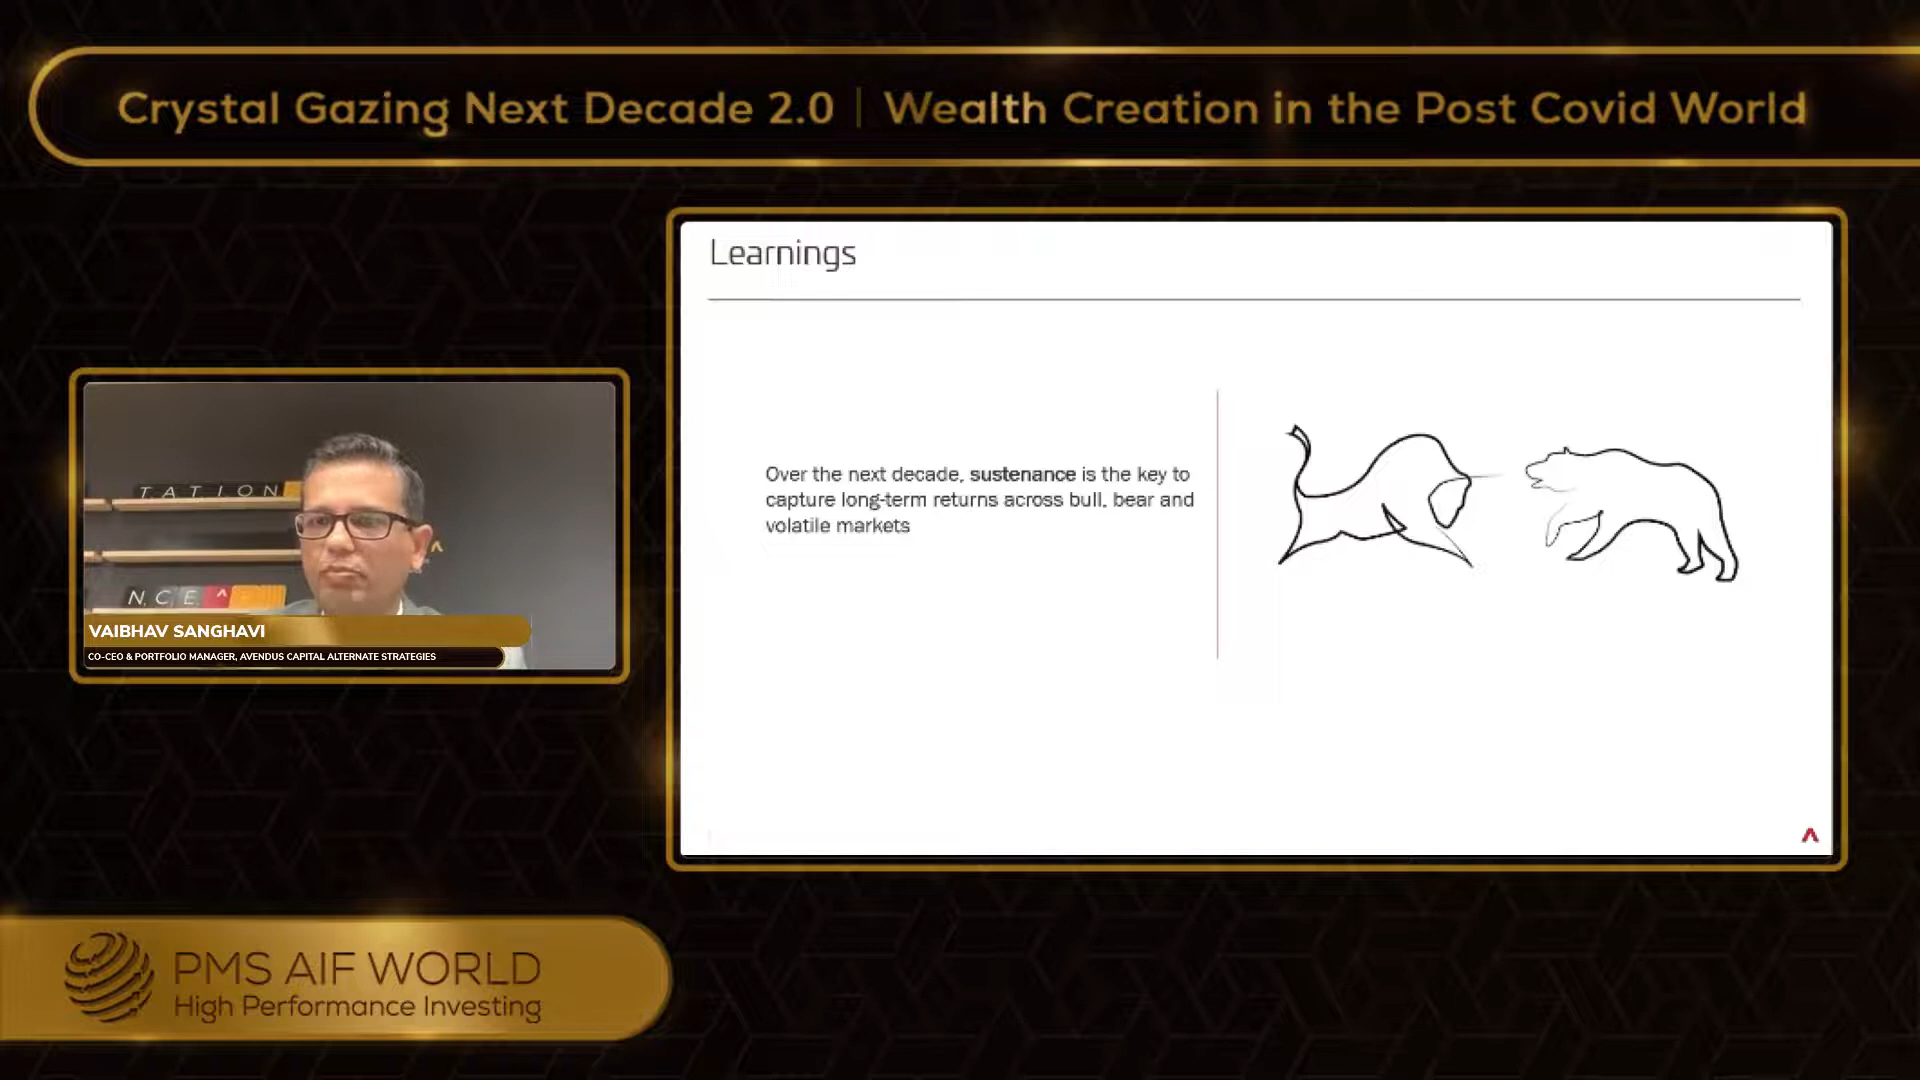 Crystal Gazing Next Decade 2.0 | Wealth Creation in the Post Covid World
Learnings
Over the next decade, sustenance is the key to
capture long-term returns across bull, bear and
volatile markets
TATION
N,CE^
VAIBHAV SANGHAVI
CO-CEO & PORTFOLIO MANAGER, AVENDUS CAPITAL ALTERNATE STRATEGIES
PMS AIF WORLD
High Performance Investing